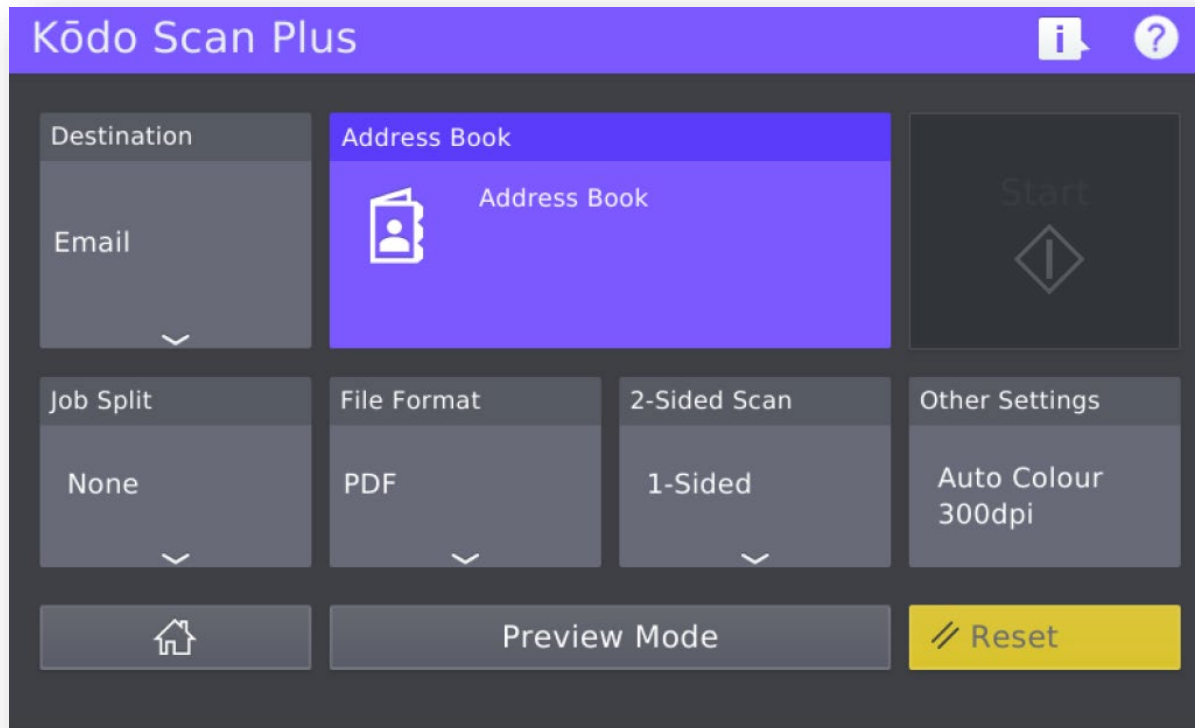 Kōdo Scan Plus
i
?
Destination
Email
Address Book
Address Book
Start
Job Split
None
File Format
PDF
2-Sided Scan
1-Sided
Other Settings
Auto Colour
300dpi
Preview Mode
Reset